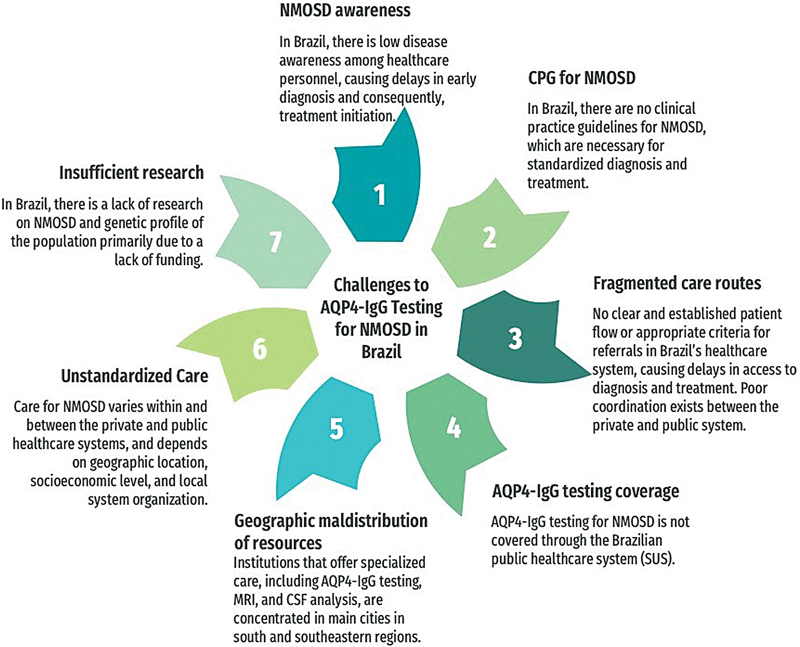 NMOSD awareness
In Brazil, there is low disease
awareness among healthcare
personnel, causing delays in early
diagnosis and consequently,
treatment initiation.
1
CPG for NMOSD
In Brazil, there are no clinical
practice guidelines for NMOSD,
which are necessary for
standardized diagnosis and
treatment.
2
Fragmented care routes
No clear and established patient
flow or appropriate criteria for
referrals in Brazil's healthcare
system, causing delays in access to
diagnosis and treatment. Poor
coordination exists between the
private and public system.
3
AQP4-IgG testing coverage
AQP4-IgG testing for NMOSD is not
covered through the Brazilian
public healthcare system (SUS).
4
Geographic maldistribution
of resources
Institutions that offer specialized
care, including AQP4-IgG testing,
MRI, and CSF analysis, are
concentrated in main cities in
south and southeastern regions.
5
Unstandardized Care
Care for NMOSD varies within and
between the private and public
healthcare systems, and depends
on geographic location,
socioeconomic level, and local
system organization.
6
Insufficient research
In Brazil, there is a lack of research
on NMOSD and genetic profile of
the population primarily due to a
lack of funding.
7
Challenges to
AQP4-IgG Testing
for NMOSD in
Brazil